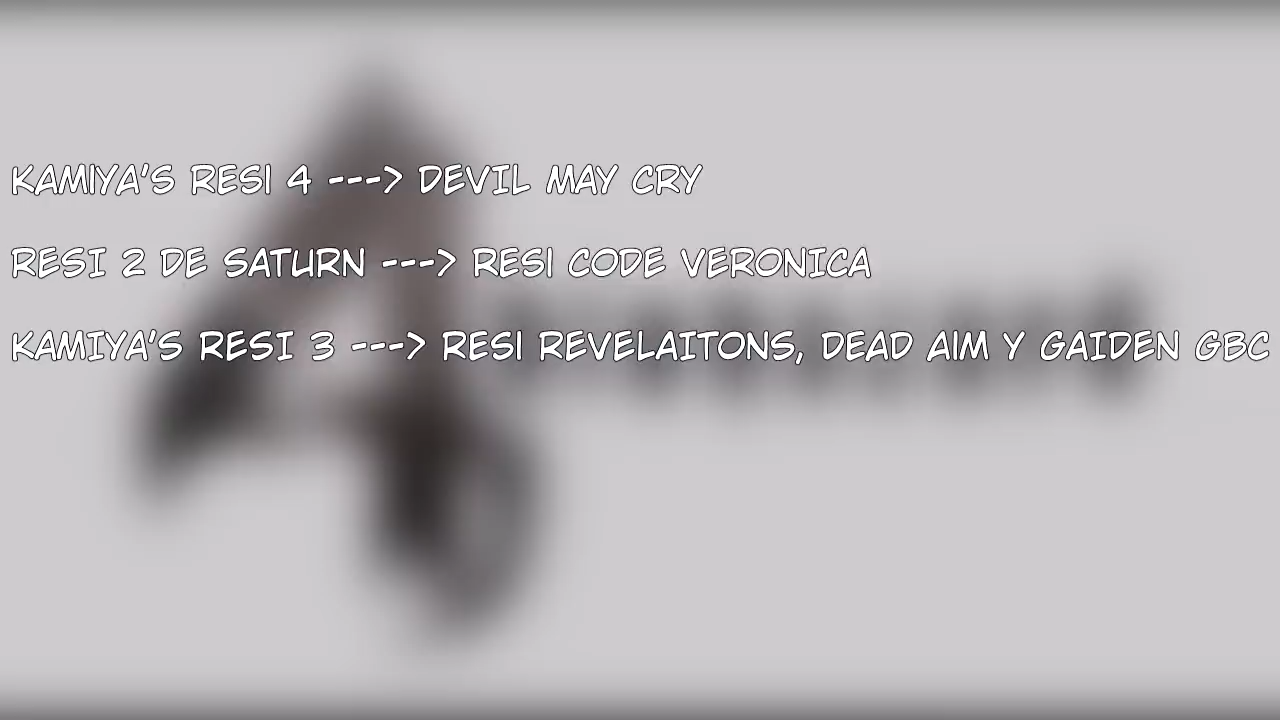 KAMIYA'S RESI 4 ---> DEVIL MAY CRY
RESI 2 DE SATURN ---> RESI CODE VERONICA
KAMIYA'S RESI 3 ---> RESI REVELAITONS, DEAD AIM Y GAIDEN GBC